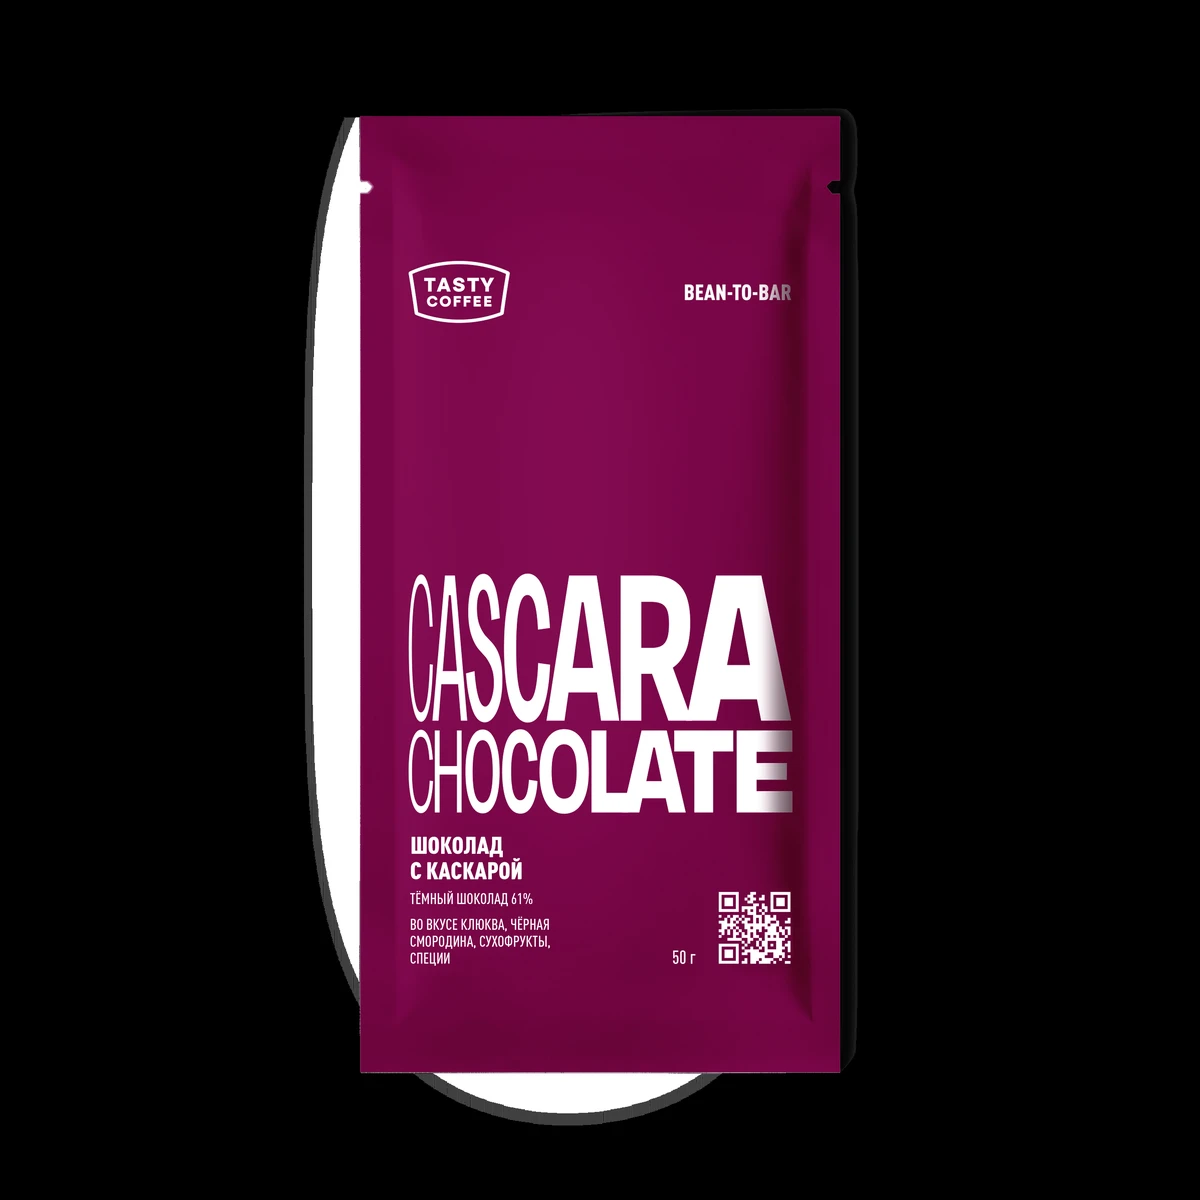 TASTY
COFFEE
BEAN-TO-BAR
CASCARA
CHOCOLATE
ШОКОЛАД
С КАСКАРОЙ
ТЁМНЫЙ ШОКОЛАД 61%
ВО ВКУСЕ КЛЮКВА, ЧЁРНАЯ
СМОРОДИНА, СУХОФРУКТЫ,
СПЕЦИИ
50 г